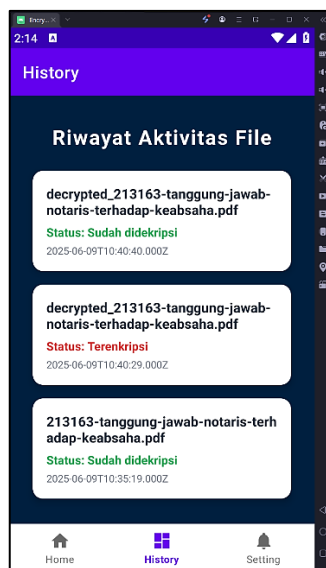 Encry...
2:14
History
Riwayat Aktivitas File
decrypted_213163-tanggung-jawab-
notaris-terhadap-keabsaha.pdf
Status: Sudah didekripsi
2025-06-09T10:40:40.000Z
decrypted_213163-tanggung-jawab-
notaris-terhadap-keabsaha.pdf
Status: Terenkripsi
2025-06-09T10:40:29.000Z
213163-tanggung-jawab-notaris-terh
adap-keabsaha.pdf
Status: Sudah didekripsi
2025-06-09T10:35:19.000Z
Home
History
Setting